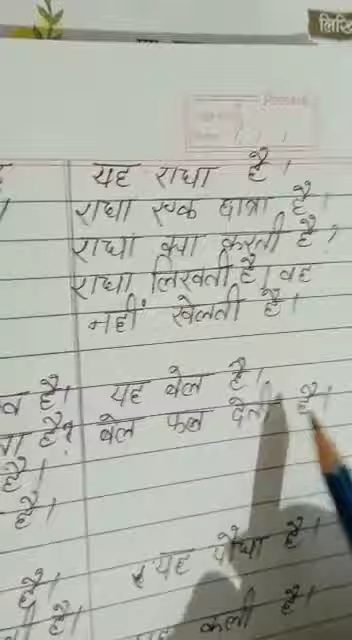 लिखि
यह राधा है।
राधा एक छात्रा है।
राधा क्या करती है?
राधा लिखती है। वह
नहीं खेलती है।
है। यह बेल है।
है? बेल फल देती है।
है।
है।
यह पौधा है।
है।
है। कली है।